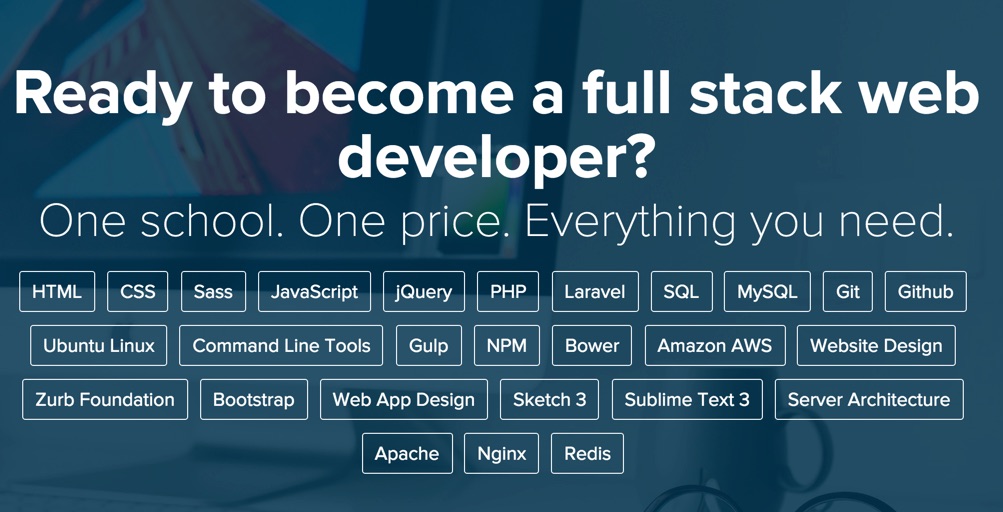 Ready to become a full stack web
developer?
One school. One price. Everything you need.
HTML CSS Sass JavaScript jQuery PHP Laravel SQL MySQL Git Github
Ubuntu Linux Command Line Tools Gulp NPM Bower Amazon AWS Website Design
Zurb Foundation Bootstrap Web App Design Sketch 3 Sublime Text 3 Server Architecture
Apache Nginx Redis